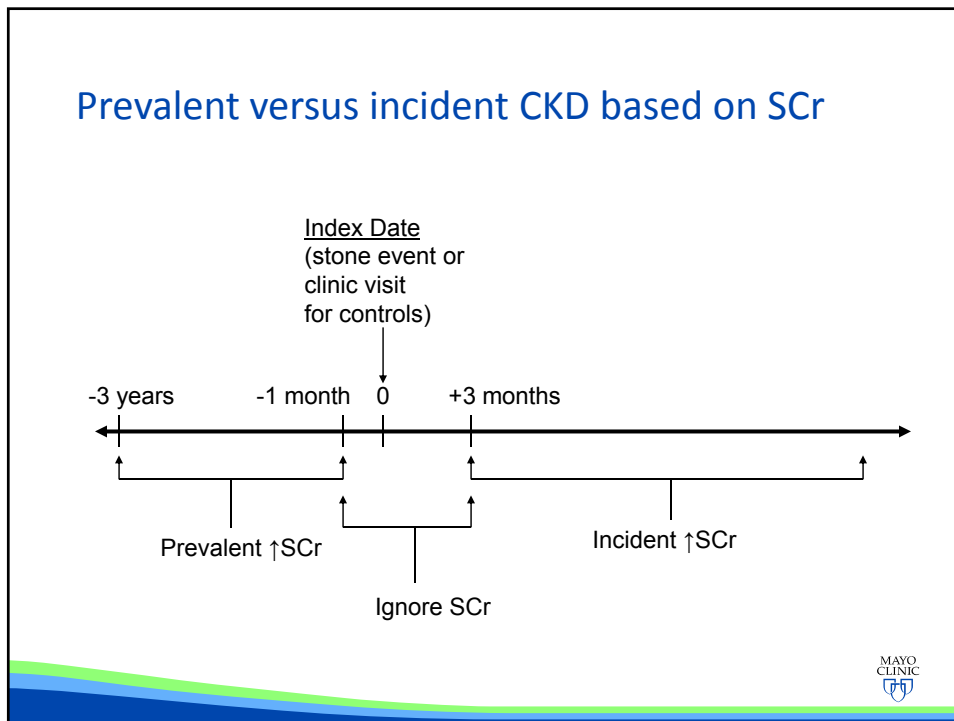 Prevalent versus incident CKD based on SCr
Index Date
(stone event or
clinic visit
for controls)
-3 years
-1 month
0
+3 months
Prevalent ↑SCr
Incident ↑SCr
Ignore SCr
MAYO
CLINIC